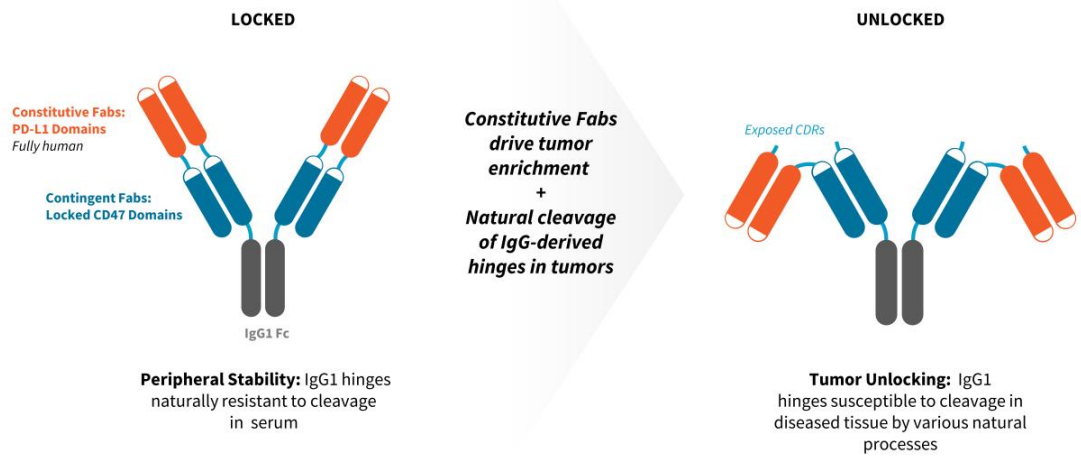 LOCKED
Constitutive Fabs:
PD-L1 Domains
Fully human
Contingent Fabs:
Locked CD47 Domains
IgG1 Fc
Peripheral Stability: IgG1 hinges
naturally resistant to cleavage
in serum
Constitutive Fabs
drive tumor
enrichment
+
Natural cleavage
of IgG-derived
hinges in tumors
UNLOCKED
Exposed CDRs
Tumor Unlocking: IgG1
hinges susceptible to cleavage in
diseased tissue by various natural
processes